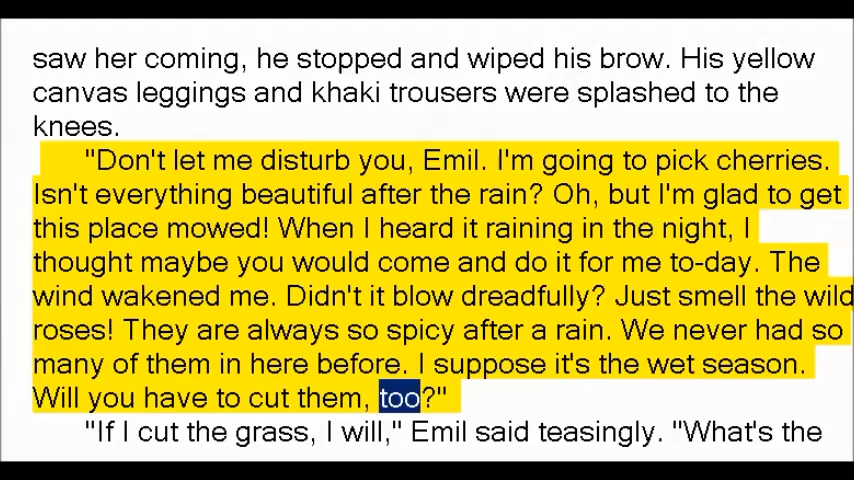 saw her coming, he stopped and wiped his brow. His yellow
canvas leggings and khaki trousers were splashed to the
knees.
"Don't let me disturb you, Emil. I'm going to pick cherries.
Isn't everything beautiful after the rain? Oh, but I'm glad to get
this place mowed! When I heard it raining in the night, I
thought maybe you would come and do it for me to-day. The
wind wakened me. Didn't it blow dreadfully? Just smell the wild
roses! They are always so spicy after a rain. We never had so
many of them in here before. I suppose it's the wet season.
Will you have to cut them, too?"
"If I cut the grass, I will," Emil said teasingly. "What's the